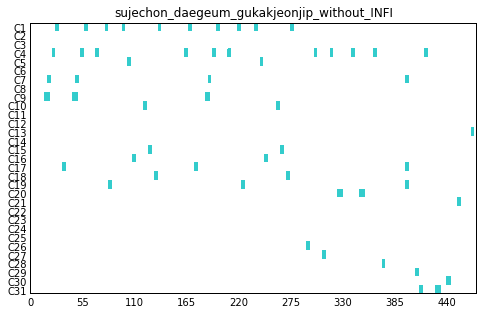 sujechon_daegeum_gukakjeonjip_without_INFI
C1
C2
C3
C4
C5
C6
C7
C8
C9
C10
C11
C12
C13
C14
C15
C16
C17
C18
C19
C20
C21
C22
C23
C24
C25
C26
C27
C28
C29
C30
C31
0 55 110 165 220 275 330 385 440